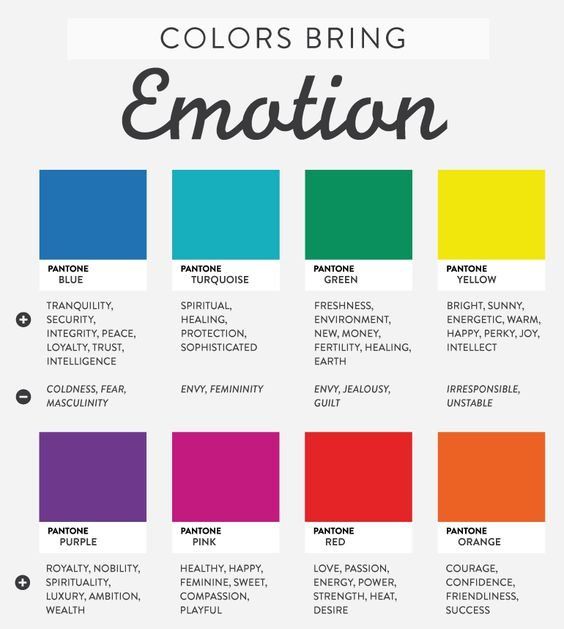 COLORS BRING
Emotion
PANTONE
BLUE
PANTONE
TURQUOISE
PANTONE
GREEN
PANTONE
YELLOW
+
TRANQUILITY,
SECURITY,
INTEGRITY, PEACE,
LOYALTY, TRUST,
INTELLIGENCE
SPIRITUAL,
HEALING,
PROTECTION,
SOPHISTICATED
FRESHNESS,
ENVIRONMENT,
NEW, MONEY,
FERTILITY, HEALING,
EARTH
BRIGHT, SUNNY,
ENERGETIC, WARM,
HAPPY, PERKY, JOY,
INTELLECT
−
COLDNESS, FEAR,
MASCULINITY
ENVY, FEMININITY
ENVY, JEALOUSY,
GUILT
IRRESPONSIBLE,
UNSTABLE
PANTONE
PURPLE
PANTONE
PINK
PANTONE
RED
PANTONE
ORANGE
+
ROYALTY, NOBILITY,
SPIRITUALITY,
LUXURY, AMBITION,
WEALTH
HEALTHY, HAPPY,
FEMININE, SWEET,
COMPASSION,
PLAYFUL
LOVE, PASSION,
ENERGY, POWER,
STRENGTH, HEAT,
DESIRE
COURAGE,
CONFIDENCE,
FRIENDLINESS,
SUCCESS